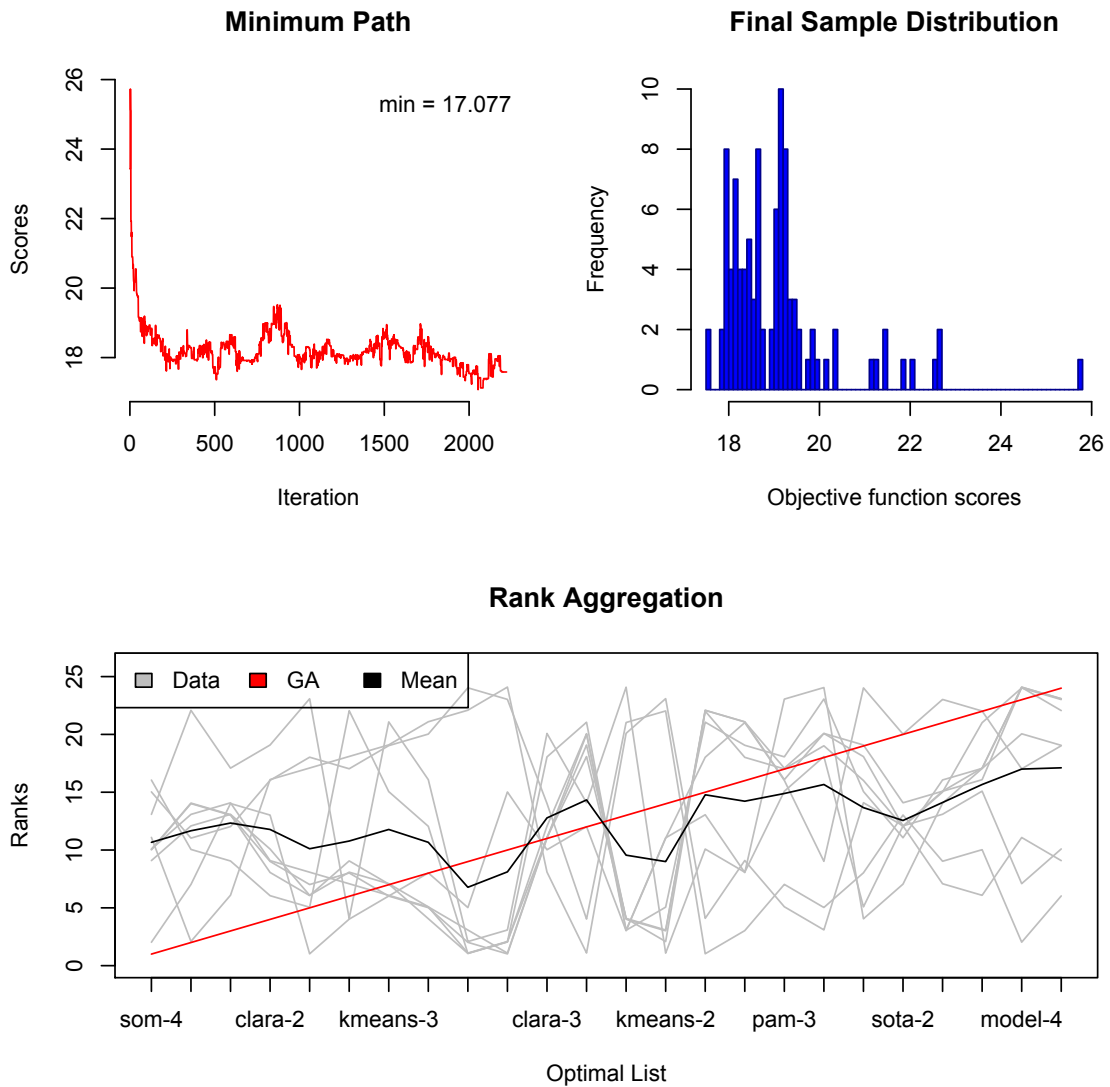 Minimum Path
Scores
26
24
22
20
18
min = 17.077
0 500 1000 1500 2000
Iteration
Final Sample Distribution
Frequency
10
8
6
4
2
0
18 20 22 24 26
Objective function scores
Rank Aggregation
Ranks
25
20
15
10
5
0
Data GA Mean
som-4 clara-2 kmeans-3 clara-3 kmeans-2 pam-3 sota-2 model-4
Optimal List